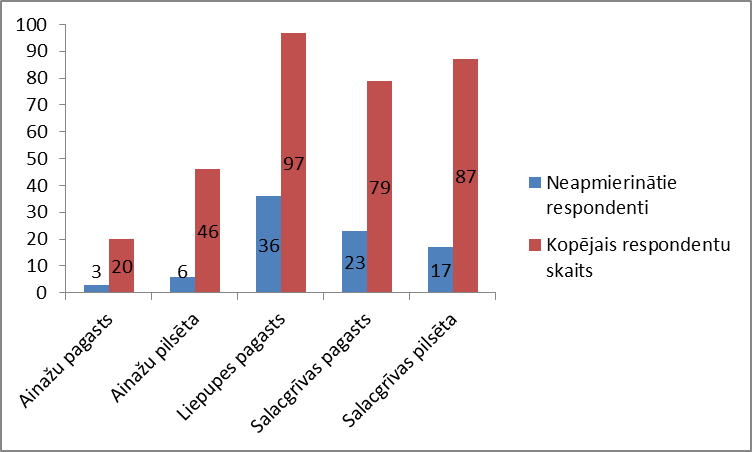 100
90
80
70
60
50
40
30
20
10
0
3
20
6
46
36
97
23
79
17
87
Ainažu pagasts
Ainažu pilsēta
Liepupes pagasts
Salacgrīvas pagasts
Salacgrīvas pilsēta
Neapmierinātie
respondenti
Kopējais respondentu
skaits